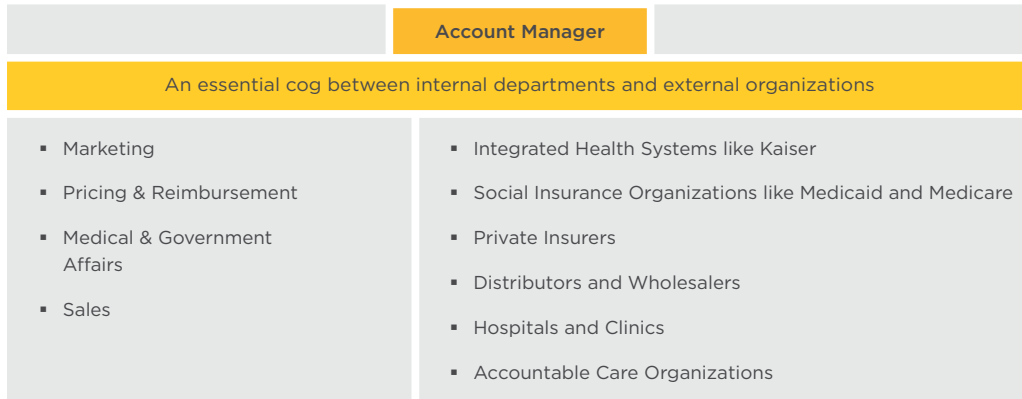 Account Manager
An essential cog between internal departments and external organizations
▪ Marketing
▪ Pricing & Reimbursement
▪ Medical & Government
Affairs
▪ Sales
▪ Integrated Health Systems like Kaiser
▪ Social Insurance Organizations like Medicaid and Medicare
▪ Private Insurers
▪ Distributors and Wholesalers
▪ Hospitals and Clinics
▪ Accountable Care Organizations